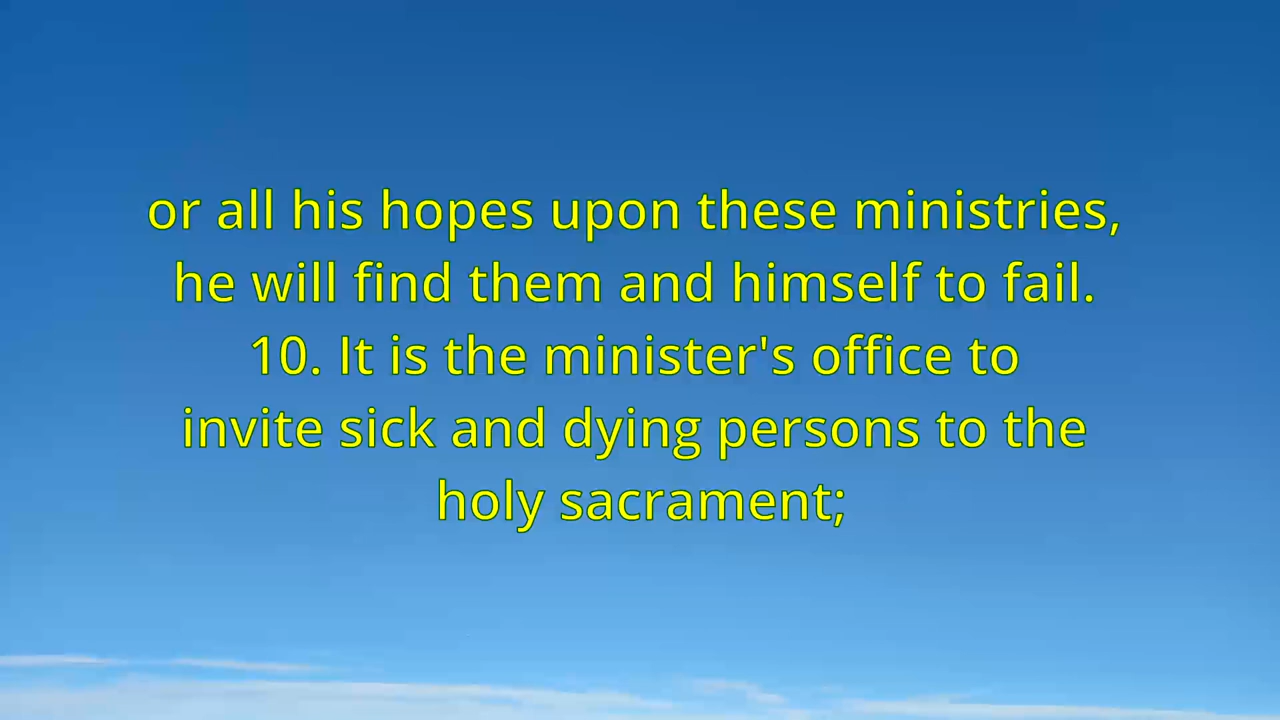 or all his hopes upon these ministries,
he will find them and himself to fail.
10. It is the minister's office to
invite sick and dying persons to the
holy sacrament;